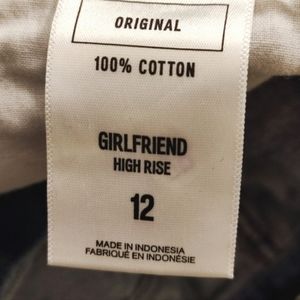 ORIGINAL
100% COTTON
GIRLFRIEND
HIGH RISE
12
MADE IN INDONESIA
FABRIQUÉ EN INDONÉSIE